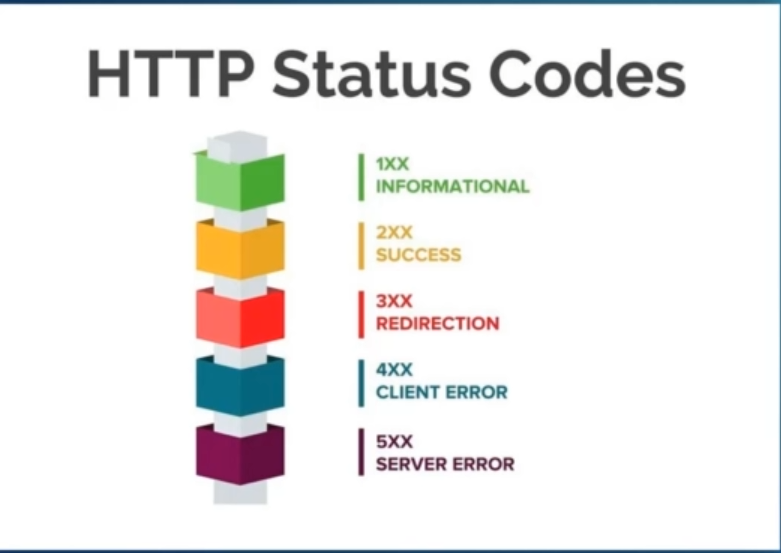 HTTP Status Codes
1XX
INFORMATIONAL
2XX
SUCCESS
3XX
REDIRECTION
4XX
CLIENT ERROR
5XX
SERVER ERROR